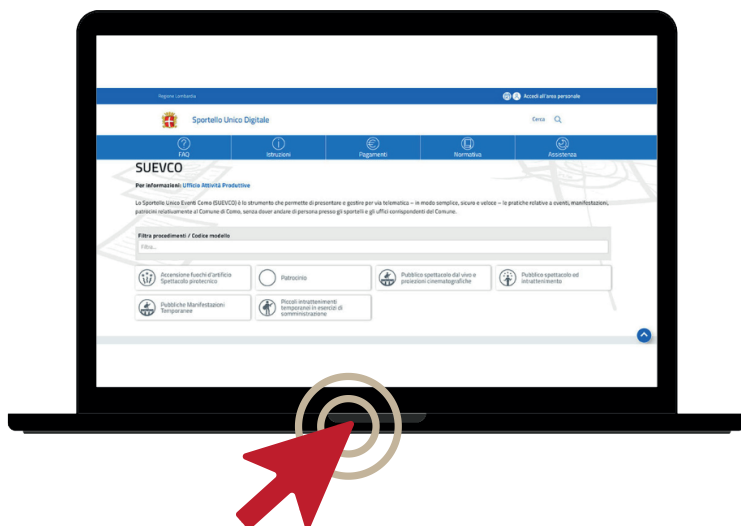 Regione Lombardia
Accedi all'area personale
Sportello Unico Digitale
Cerca
FAQ
Istruzioni
Pagamenti
Normativa
Assistenza
SUEVCO
Per informazioni: Ufficio Attività Produttive
Lo Sportello Unico Eventi Como (SUEVCO) è lo strumento che permette di presentare e gestire per via telematica – in modo semplice, sicuro e veloce – le pratiche relative a eventi, manifestazioni,
patrocini relativamente al Comune di Como, senza dover andare di persona presso gli sportelli e gli uffici corrispondenti del Comune.
Filtra procedimenti / Codice modello
Filtra...
Accensione fuochi d'artificio
Spettacolo pirotecnico
Patrocinio
Pubblico spettacolo dal vivo e
proiezioni cinematografiche
Pubblico spettacolo ed
intrattenimento
Pubbliche Manifestazioni
Temporanee
Piccoli intrattenimenti
temporanei in esercizi di
somministrazione